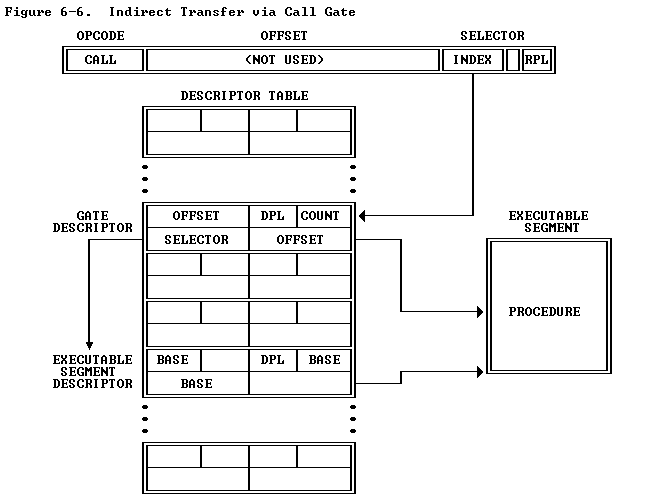 Figure 6-6. Indirect Transfer via Call Gate
OPCODE OFFSET SELECTOR
CALL (NOT USED) INDEX RPL
DESCRIPTOR TABLE
GATE
DESCRIPTOR
OFFSET DPL COUNT
SELECTOR OFFSET
EXECUTABLE
SEGMENT
PROCEDURE
EXECUTABLE
SEGMENT
DESCRIPTOR
BASE DPL BASE
BASE